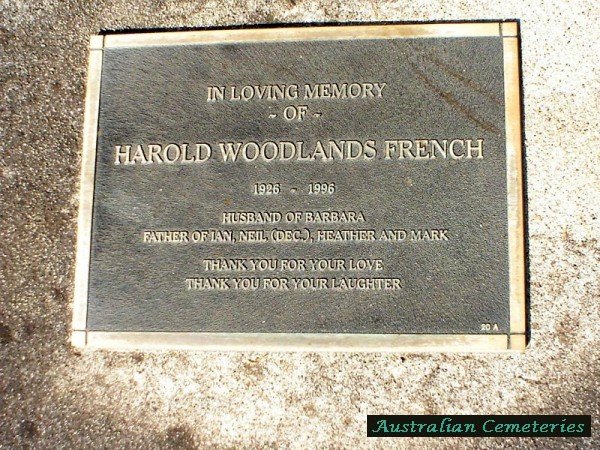 IN LOVING MEMORY
~ OF ~
HAROLD WOODLANDS FRENCH
1926 - 1996
HUSBAND OF BARBARA
FATHER OF IAN, NEIL (DEC.), HEATHER AND MARK
THANK YOU FOR YOUR LOVE
THANK YOU FOR YOUR LAUGHTER
20 A
Australian Cemeteries